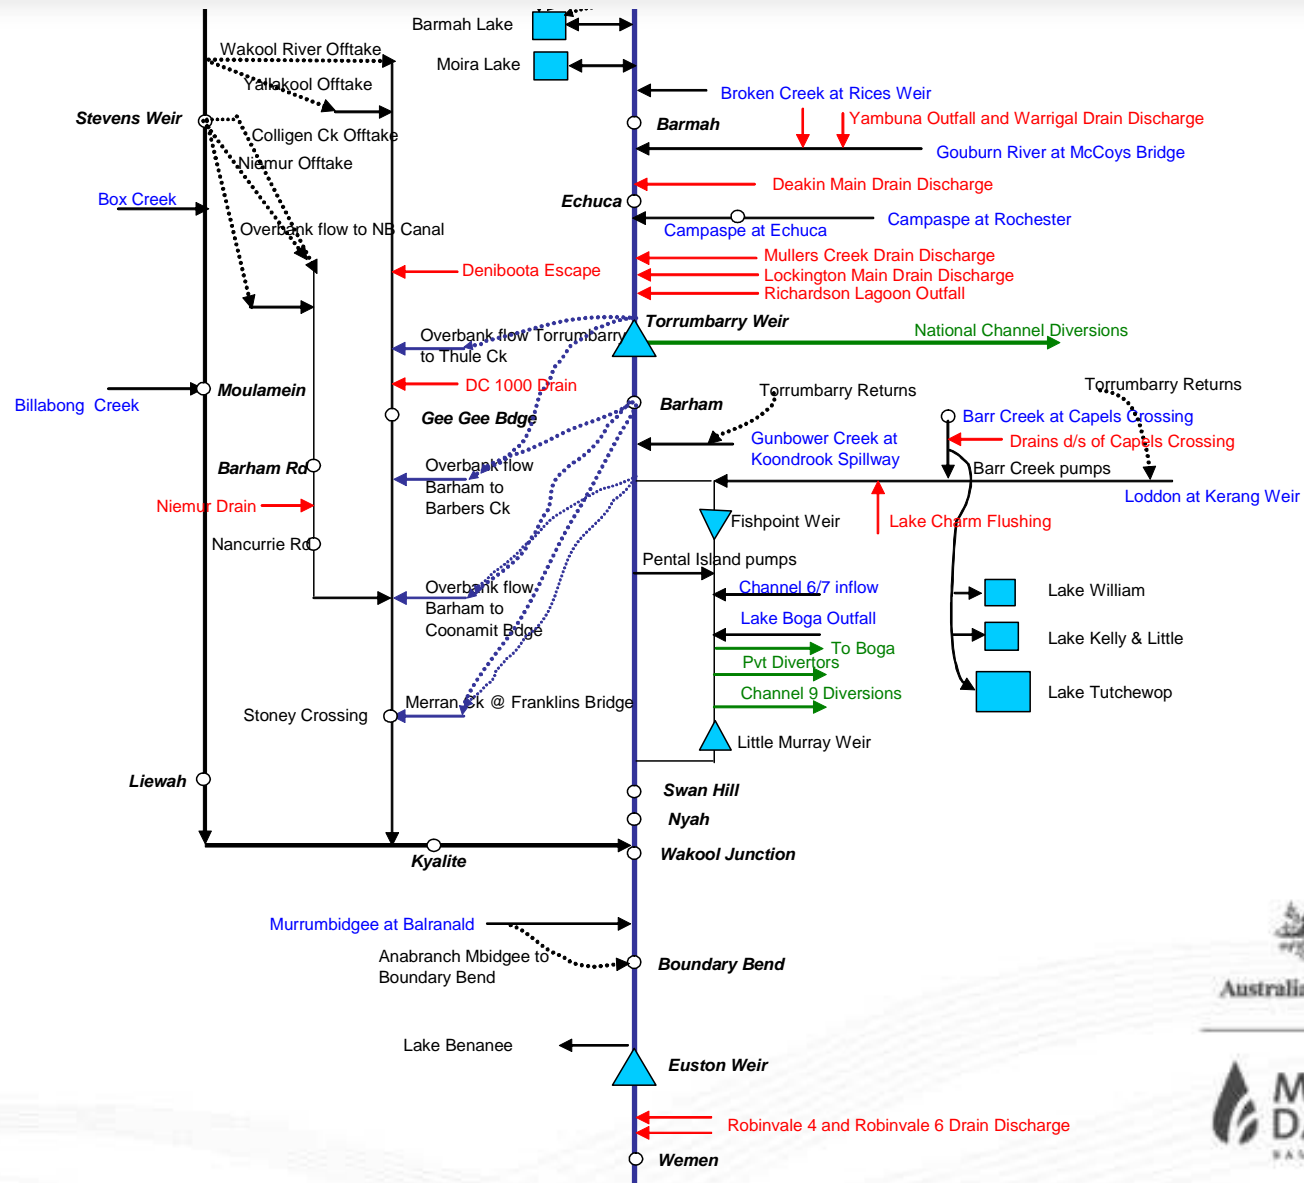 Barmah Lake
Wakool River Offtake
Moira Lake
Yallakool Offtake
Broken Creek at Rices Weir
Stevens Weir
Barmah
Yambuna Outfall and Warrigal Drain Discharge
Colligen Ck Offtake
Niemur Offtake
Gouburn River at McCoys Bridge
Deakin Main Drain Discharge
Box Creek
Echuca
Campaspe at Rochester
Overbank flow to NB Canal
Campaspe at Echuca
Mullers Creek Drain Discharge
Deniboota Escape
Lockington Main Drain Discharge
Richardson Lagoon Outfall
Torrumbarry Weir
National Channel Diversions
Overbank flow Torrumbarry
to Thule Ck
DC 1000 Drain
Moulamein
Torrumbarry Returns
Torrumbarry Returns
Billabong Creek
Barham
Gee Gee Bdge
Barr Creek at Capels Crossing
Gunbower Creek at
Koondrook Spillway
Drains d/s of Capels Crossing
Barham Rd
Overbank flow
Barham to
Barbers Ck
Barr Creek pumps
Loddon at Kerang Weir
Niemur Drain
Fishpoint Weir
Lake Charm Flushing
Nancurrie Rd
Pental Island pumps
Overbank flow
Barham to
Coonamit Bdge
Channel 6/7 inflow
Lake William
Lake Boga Outfall
Lake Kelly & Little
To Boga
Pvt Divertors
Channel 9 Diversions
Lake Tutchewop
Merran Ck @ Franklins Bridge
Stoney Crossing
Little Murray Weir
Liewah
Swan Hill
Nyah
Kyalite
Wakool Junction
Murrumbidgee at Balranald
Anabranch Mbidgee to
Boundary Bend
Boundary Bend
Australia
Lake Benanee
Euston Weir
Robinvale 4 and Robinvale 6 Drain Discharge
Wemen